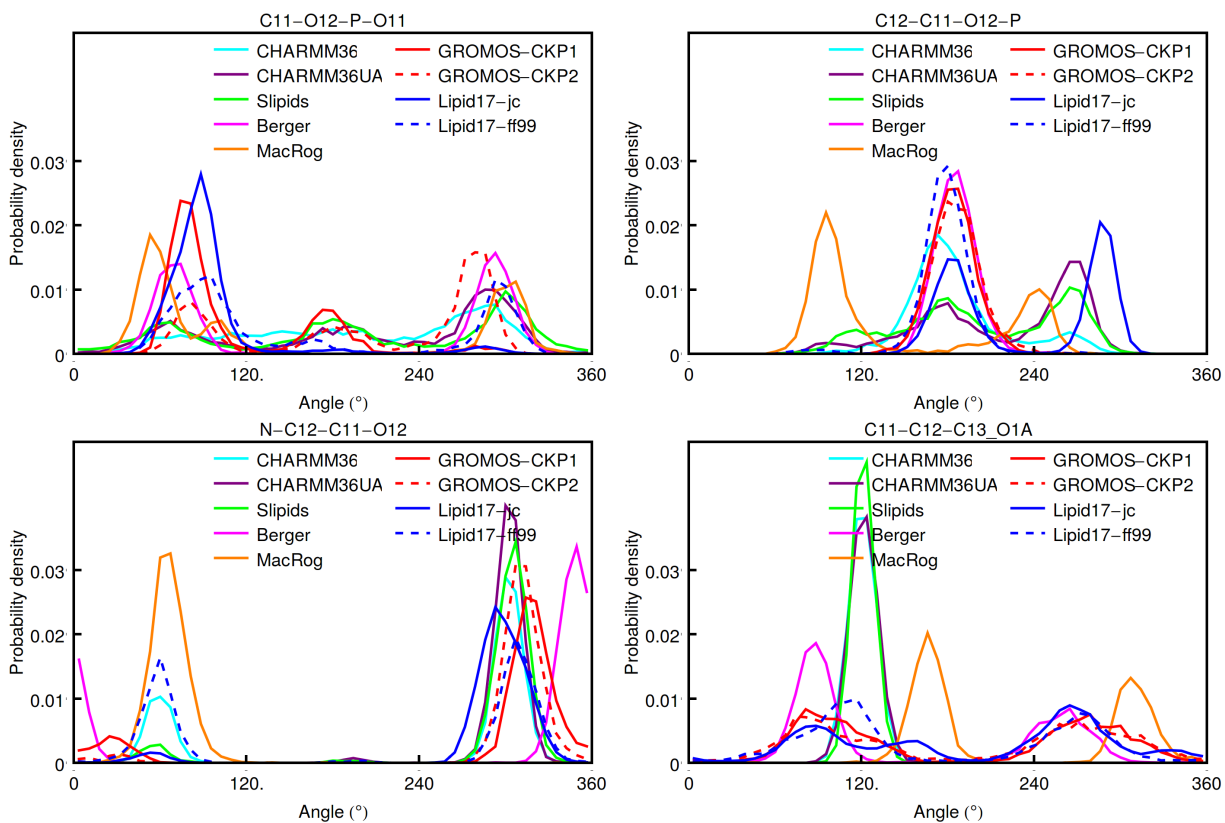 C11−O12−P−O11
CHARMM36
CHARMM36UA
Slipids
Berger
MacRog
GROMOS−CKP1
GROMOS−CKP2
Lipid17−jc
Lipid17−ff99
Probability density
0.03
0.02
0.01
0
0
120.
240
360
Angle (°)
C12−C11−O12−P
CHARMM36
CHARMM36UA
Slipids
Berger
MacRog
GROMOS−CKP1
GROMOS−CKP2
Lipid17−jc
Lipid17−ff99
Probability density
0.03
0.02
0.01
0
0
120.
240
360
Angle (°)
N−C12−C11−O12
CHARMM36
CHARMM36UA
Slipids
Berger
MacRog
GROMOS−CKP1
GROMOS−CKP2
Lipid17−jc
Lipid17−ff99
Probability density
0.03
0.02
0.01
0
0
120
240
360
Angle (°)
C11−C12−C13_O1A
CHARMM36
CHARMM36UA
Slipids
Berger
MacRog
GROMOS−CKP1
GROMOS−CKP2
Lipid17−jc
Lipid17−ff99
Probability density
0.03
0.02
0.01
0
0
120.
240
360
Angle (°)